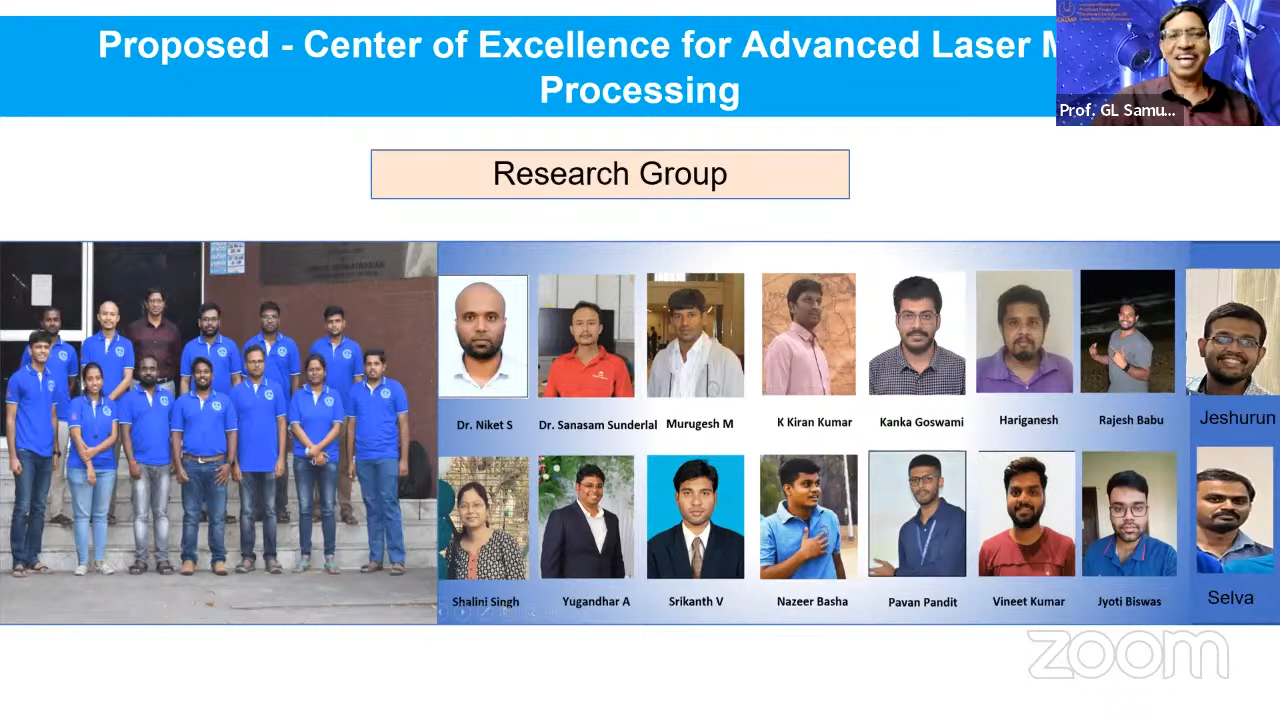 Proposed - Center of Excellence for Advanced Laser M
Processing
Prof. GL Samu...
Research Group
Dr. Niket S
Dr. Sanasam Sunderlal
Murugesh M
K Kiran Kumar
Kanka Goswami
Hariganesh
Rajesh Babu
Jeshurun
Shalini Singh
Yugandhar A
Srikanth V
Nazeer Basha
Pavan Pandit
Vineet Kumar
Jyoti Biswas
Selva
zoom